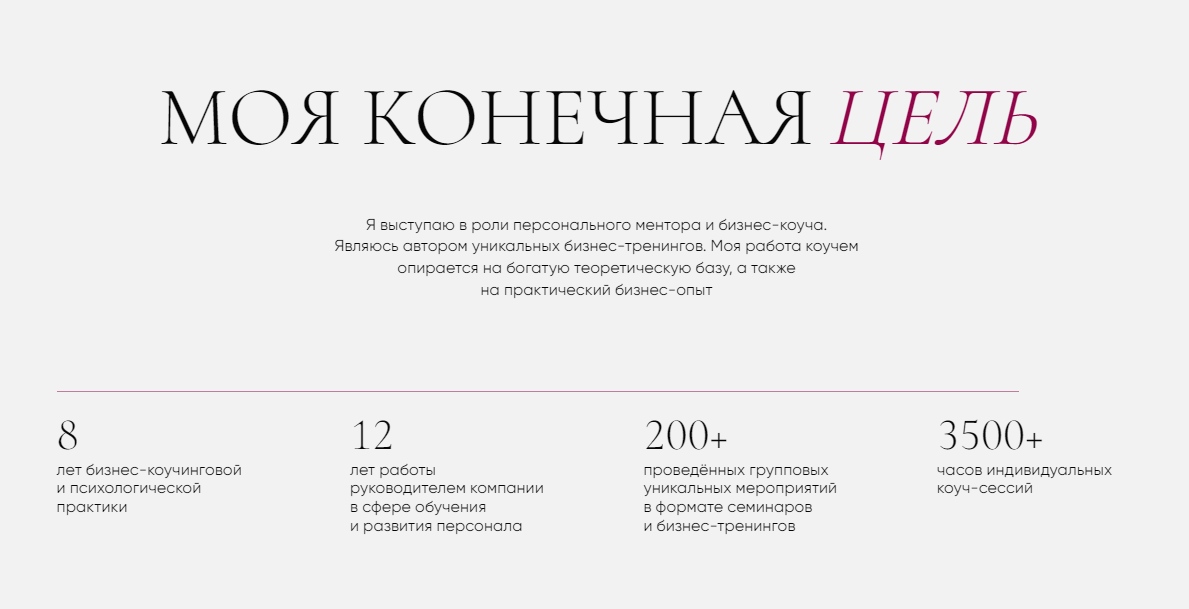 МОЯ КОНЕЧНАЯ ЦЕЛЬ
Я выступаю в роли персонального ментора и бизнес-коуча.
Являюсь автором уникальных бизнес-тренингов. Моя работа коучем
опирается на богатую теоретическую базу, а также
на практический бизнес-опыт
8
лет бизнес-коучинговой
и психологической
практики
12
лет работы
руководителем компании
в сфере обучения
и развития персонала
200+
проведённых групповых
уникальных мероприятий
в формате семинаров
и бизнес-тренингов
3500+
часов индивидуальных
коуч-сессий